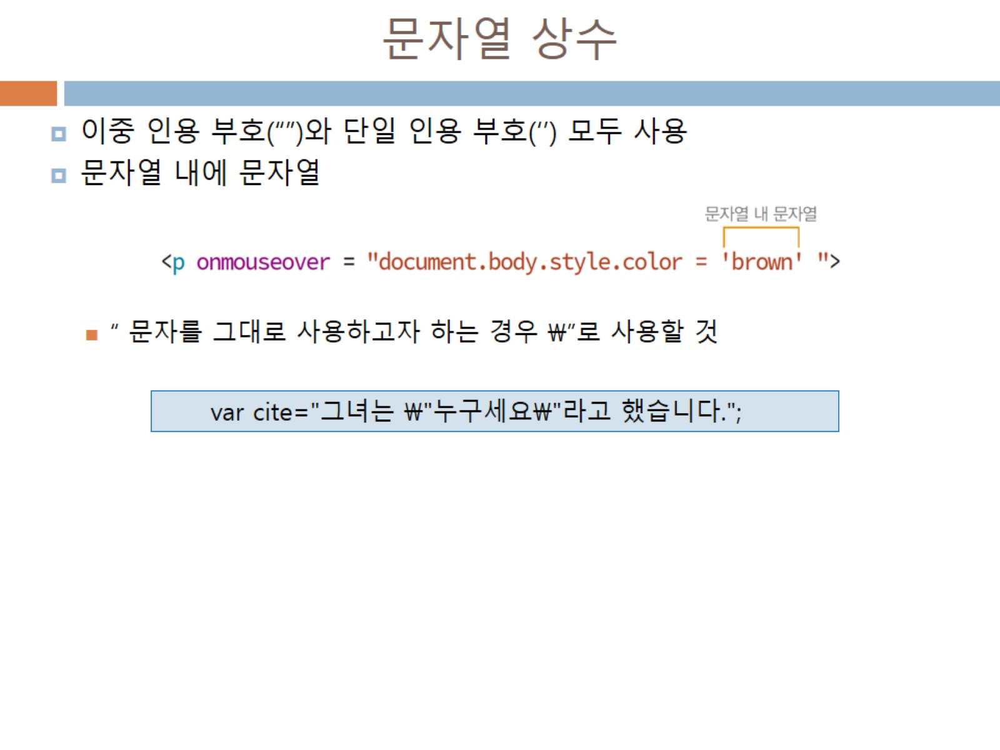 문자열 상수
이중 인용 부호(“”)와 단일 인용 부호(‘’) 모두 사용
문자열 내에 문자열
문자열 내 문자열
<p onmouseover = "document.body.style.color = 'brown' ">
“ 문자를 그대로 사용하고자 하는 경우 ₩”로 사용할 것
var cite="그녀는 ₩"누구세요₩"라고 했습니다.";